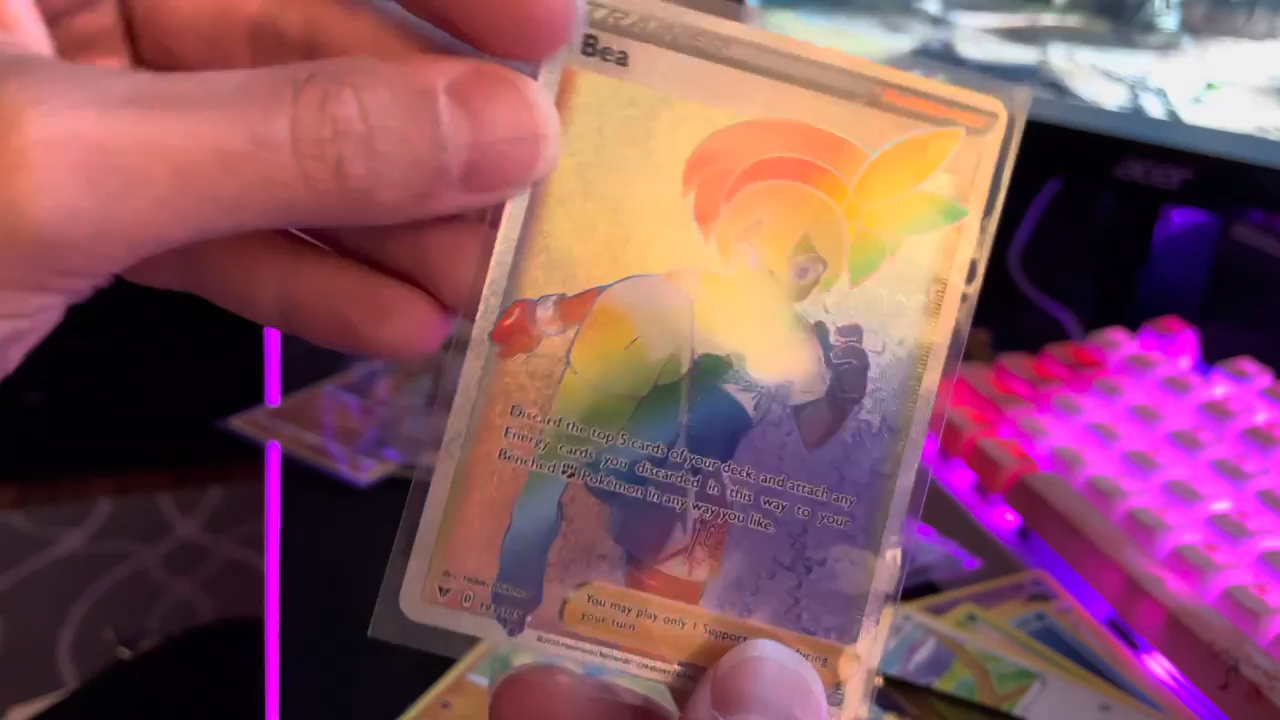 TRAINER
Bea
acer
Discard the top 5 cards of your deck, and attach any
Energy cards you discarded in this way to your
Benched Pokémon in any way you like.
D
You may play only 1 Support during
your turn